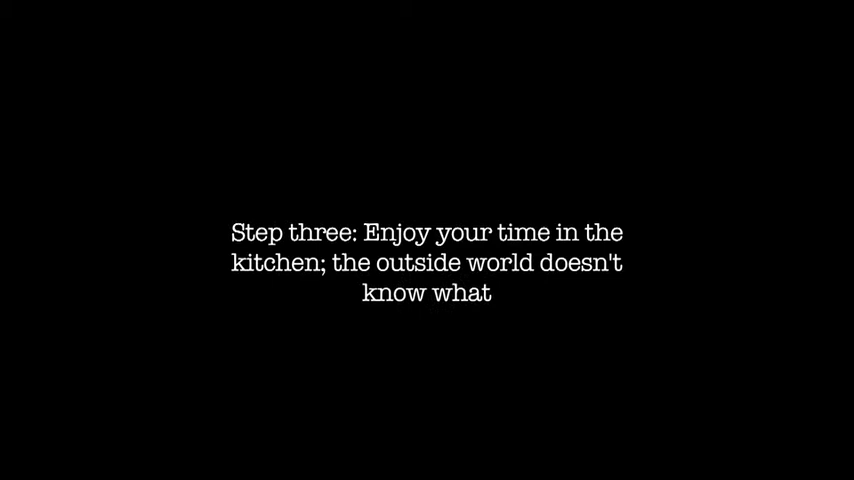 Step three: Enjoy your time in the
kitchen; the outside world doesn't
know what